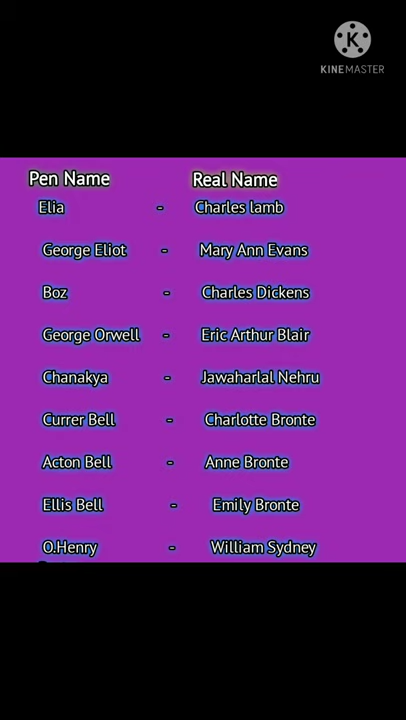 KINEMASTER
Pen Name Real Name
Elia - Charles lamb
George Eliot - Mary Ann Evans
Boz - Charles Dickens
George Orwell - Eric Arthur Blair
Chanakya - Jawaharlal Nehru
Currer Bell - Charlotte Bronte
Acton Bell - Anne Bronte
Ellis Bell - Emily Bronte
O.Henry - William Sydney